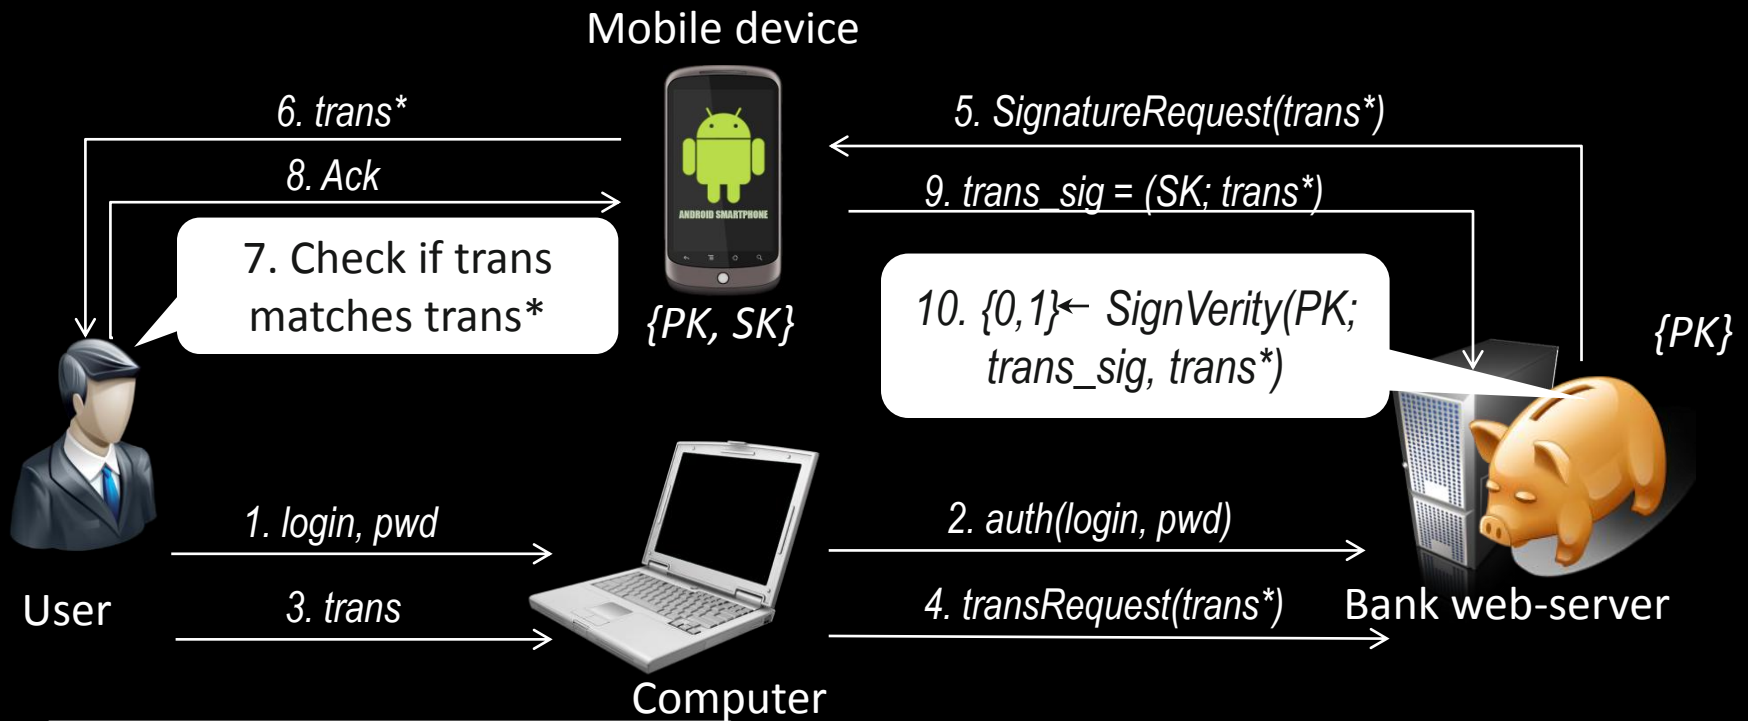 Mobile device
6. trans*
5. SignatureRequest(trans*)
8. Ack
9. trans_sig = (SK; trans*)
ANDROID SMARTPHONE
7. Check if trans
matches trans*
{PK, SK}
10. {0,1}← SignVerity(PK;
trans_sig, trans*)
{PK}
1. login, pwd
2. auth(login, pwd)
User
3. trans
4. transRequest(trans*)
Bank web-server
Computer